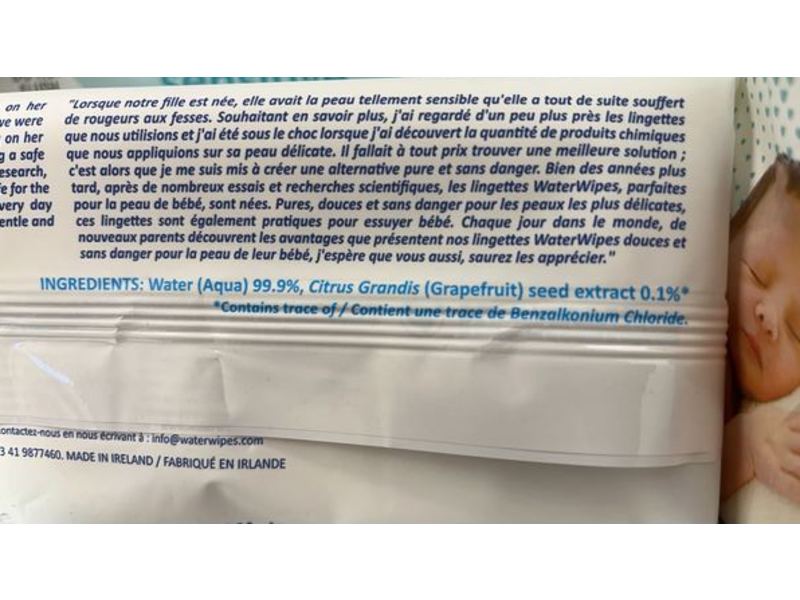 on her
ve were
on her
g a safe
esearch,
fe for the
very day
entle and
"Lorsque notre fille est née, elle avait la peau tellement sensible qu'elle a tout de suite souffert
de rougeurs aux fesses. Souhaitant en savoir plus, j'ai regardé d'un peu plus près les lingettes
que nous utilisions et j'ai été sous le choc lorsque j'ai découvert la quantité de produits chimiques
que nous appliquions sur sa peau délicate. Il fallait à tout prix trouver une meilleure solution ;
c'est alors que je me suis mis à créer une alternative pure et sans danger. Bien des années plus
tard, après de nombreux essais et recherches scientifiques, les lingettes WaterWipes, parfaites
pour la peau de bébé, sont nées. Pures, douces et sans danger pour les peaux les plus délicates,
ces lingettes sont également pratiques pour essuyer bébé. Chaque jour dans le monde, de
nouveaux parents découvrent les avantages que présentent nos lingettes WaterWipes douces et
sans danger pour la peau de leur bébé, j'espère que vous aussi, saurez les apprécier."
INGREDIENTS: Water (Aqua) 99.9%, Citrus Grandis (Grapefruit) seed extract 0.1%*
*Contains trace of / Contient une trace de Benzalkonium Chloride.
ontactez-nous en nous écrivant à : info@waterwipes.com
3 41 9877460. MADE IN IRELAND / FABRIQUÉ EN IRLANDE